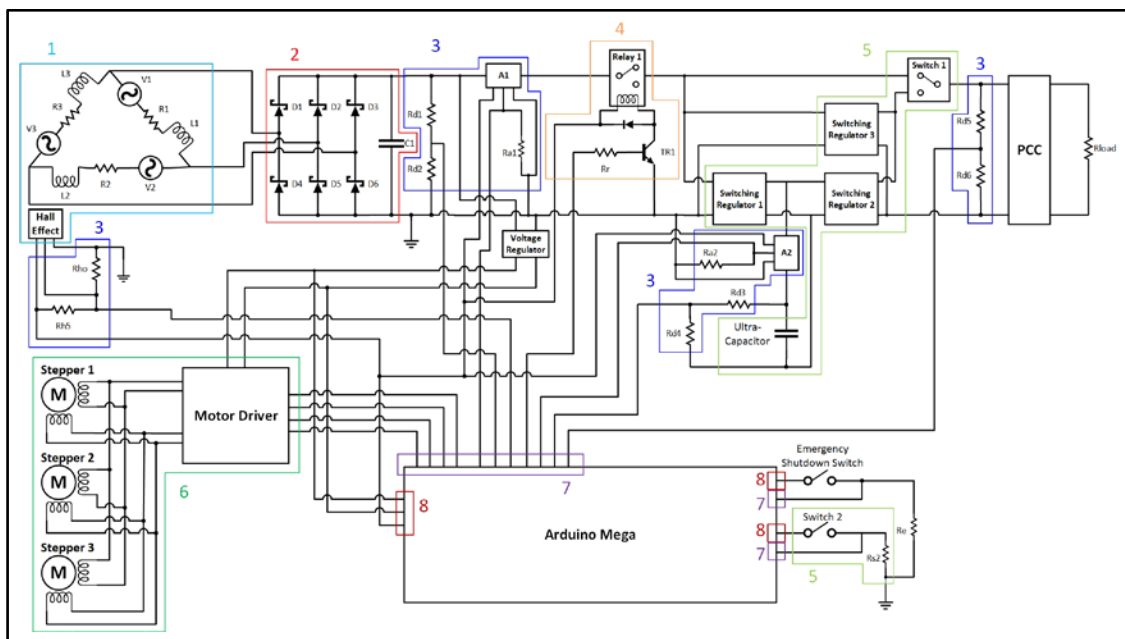 1
L3
V1
R3
R1
L1
V3
R2
L2
V2
Hall
Effect
3
Rho
Rh5
2
D1
D2
D3
C1
D4
D5
D6
3
A1
Rd1
Ra1
Rd2
4
Relay 1
TR1
Rr
5
Switch 1
Switching
Regulator 3
Switching
Regulator 1
Switching
Regulator 2
3
Rd5
Rd6
PCC
Rload
Voltage
Regulator
3
Ra2
A2
Rd3
Rd4
Ultra-
Capacitor
Stepper 1
M
Stepper 2
M
Stepper 3
M
Motor Driver
6
7
8
Arduino Mega
Emergency
Shutdown Switch
8
7
Re
8
Switch 2
7
Rs2
5